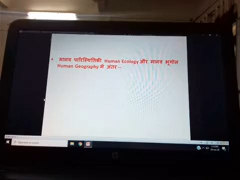 • मानव पारिस्थितिकी Human Ecology और मानव भूगोल
Human Geography में अंतर –